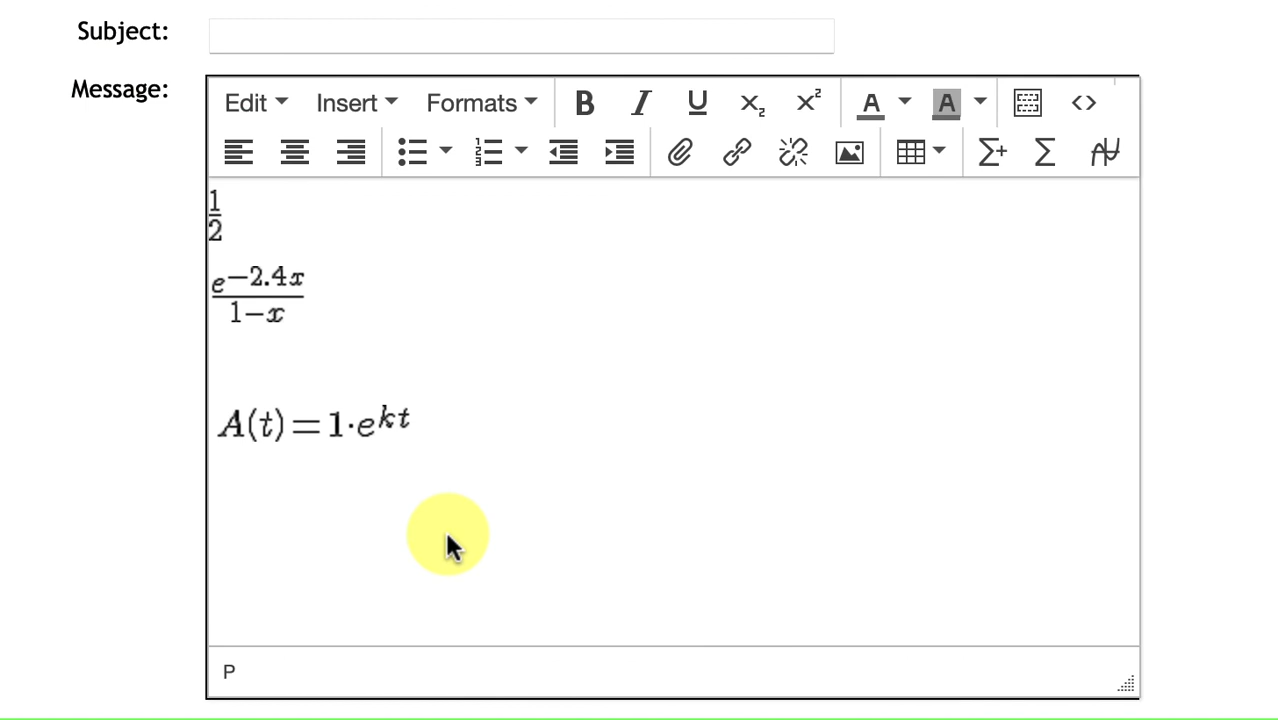 Subject:
Message:
Edit Insert Formats B I U X₂ X² A A <>
1/2
e^{-2.4x}/(1-x)
A(t)=1·e^{kt}
P